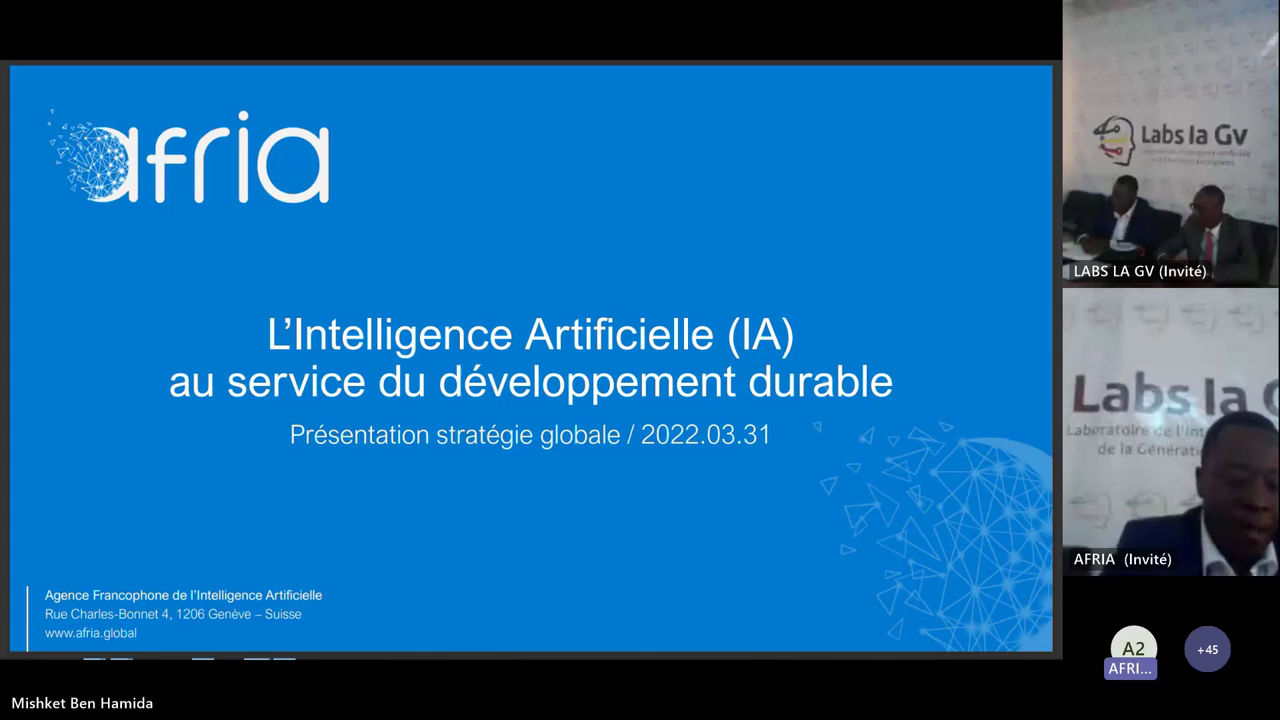 afria
L'Intelligence Artificielle (IA)
au service du développement durable
Présentation stratégie globale / 2022.03.31
Agence Francophone de l'Intelligence Artificielle
Rue Charles-Bonnet 4, 1206 Genève – Suisse
www.afria.global
Labs la Gv
LABS LA GV (Invité)
Labs la G
Laboratoire de l'Int
de la Générati
AFRIA (Invité)
A2
AFRI...
+45
Mishket Ben Hamida